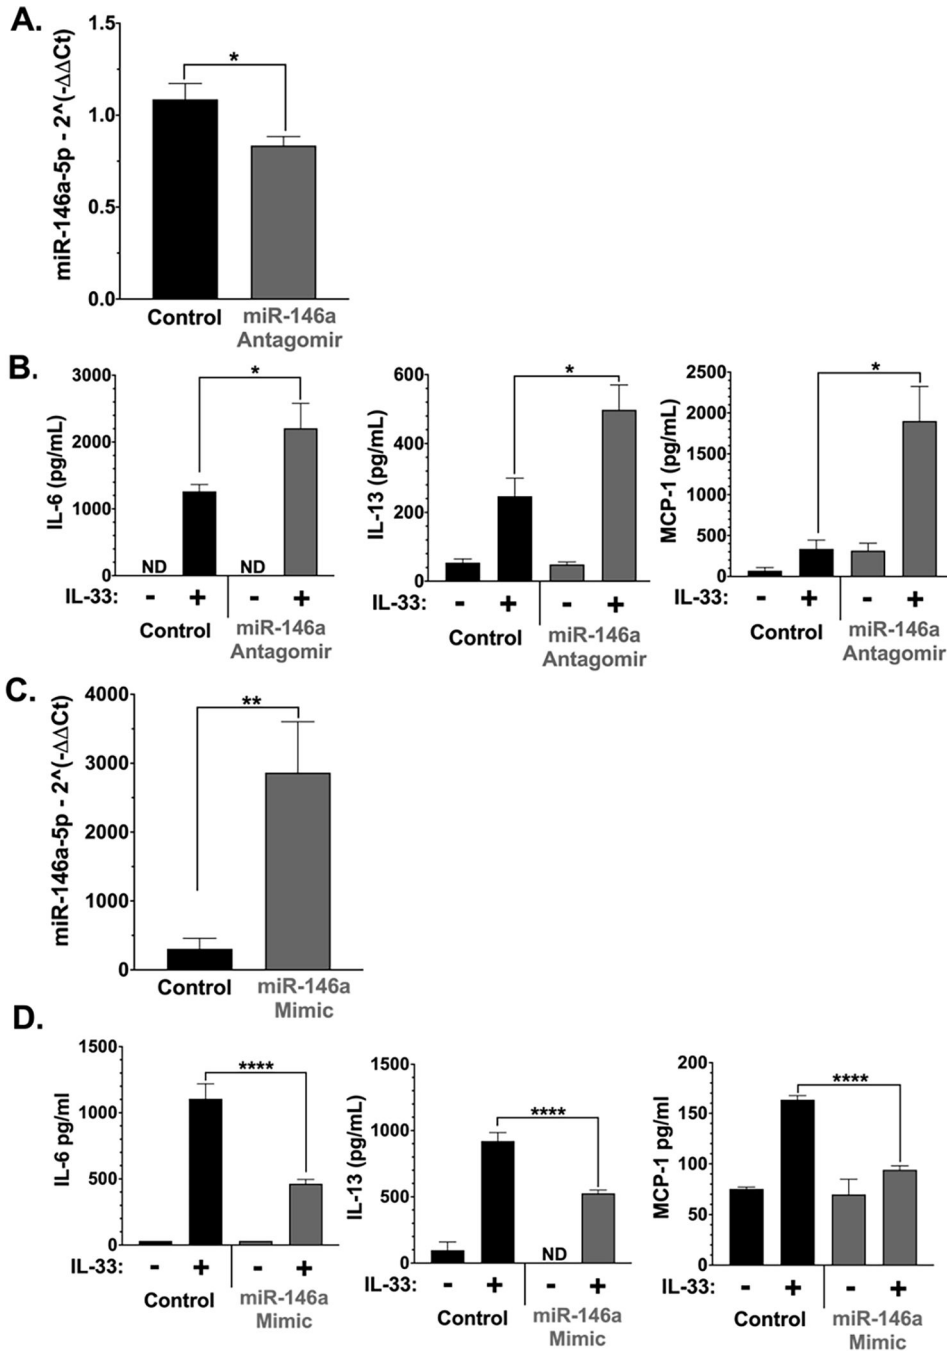 A.
miR-146a-5p - 2^(-ΔΔCt)
1.5
1.0
0.5
0.0
*
Control
miR-146a
Antagomir
B.
IL-6 (pg/mL)
3000
2000
1000
0
*
ND
ND
IL-33: - + - +
Control
miR-146a
Antagomir
IL-13 (pg/mL)
600
400
200
0
*
IL-33: - + - +
Control
miR-146a
Antagomir
MCP-1 (pg/mL)
2500
2000
1500
1000
500
0
*
IL-33: - + - +
Control
miR-146a
Antagomir
C.
miR-146a-5p - 2^(-ΔΔCt)
4000
3000
2000
1000
0
**
Control
miR-146a
Mimic
D.
IL-6 pg/ml
1500
1000
500
0
****
IL-33: - + - +
Control
miR-146a
Mimic
IL-13 (pg/mL)
1500
1000
500
0
****
ND
IL-33: - + - +
Control
miR-146a
Mimic
MCP-1 pg/ml
200
150
100
50
0
****
IL-33: - + - +
Control
miR-146a
Mimic